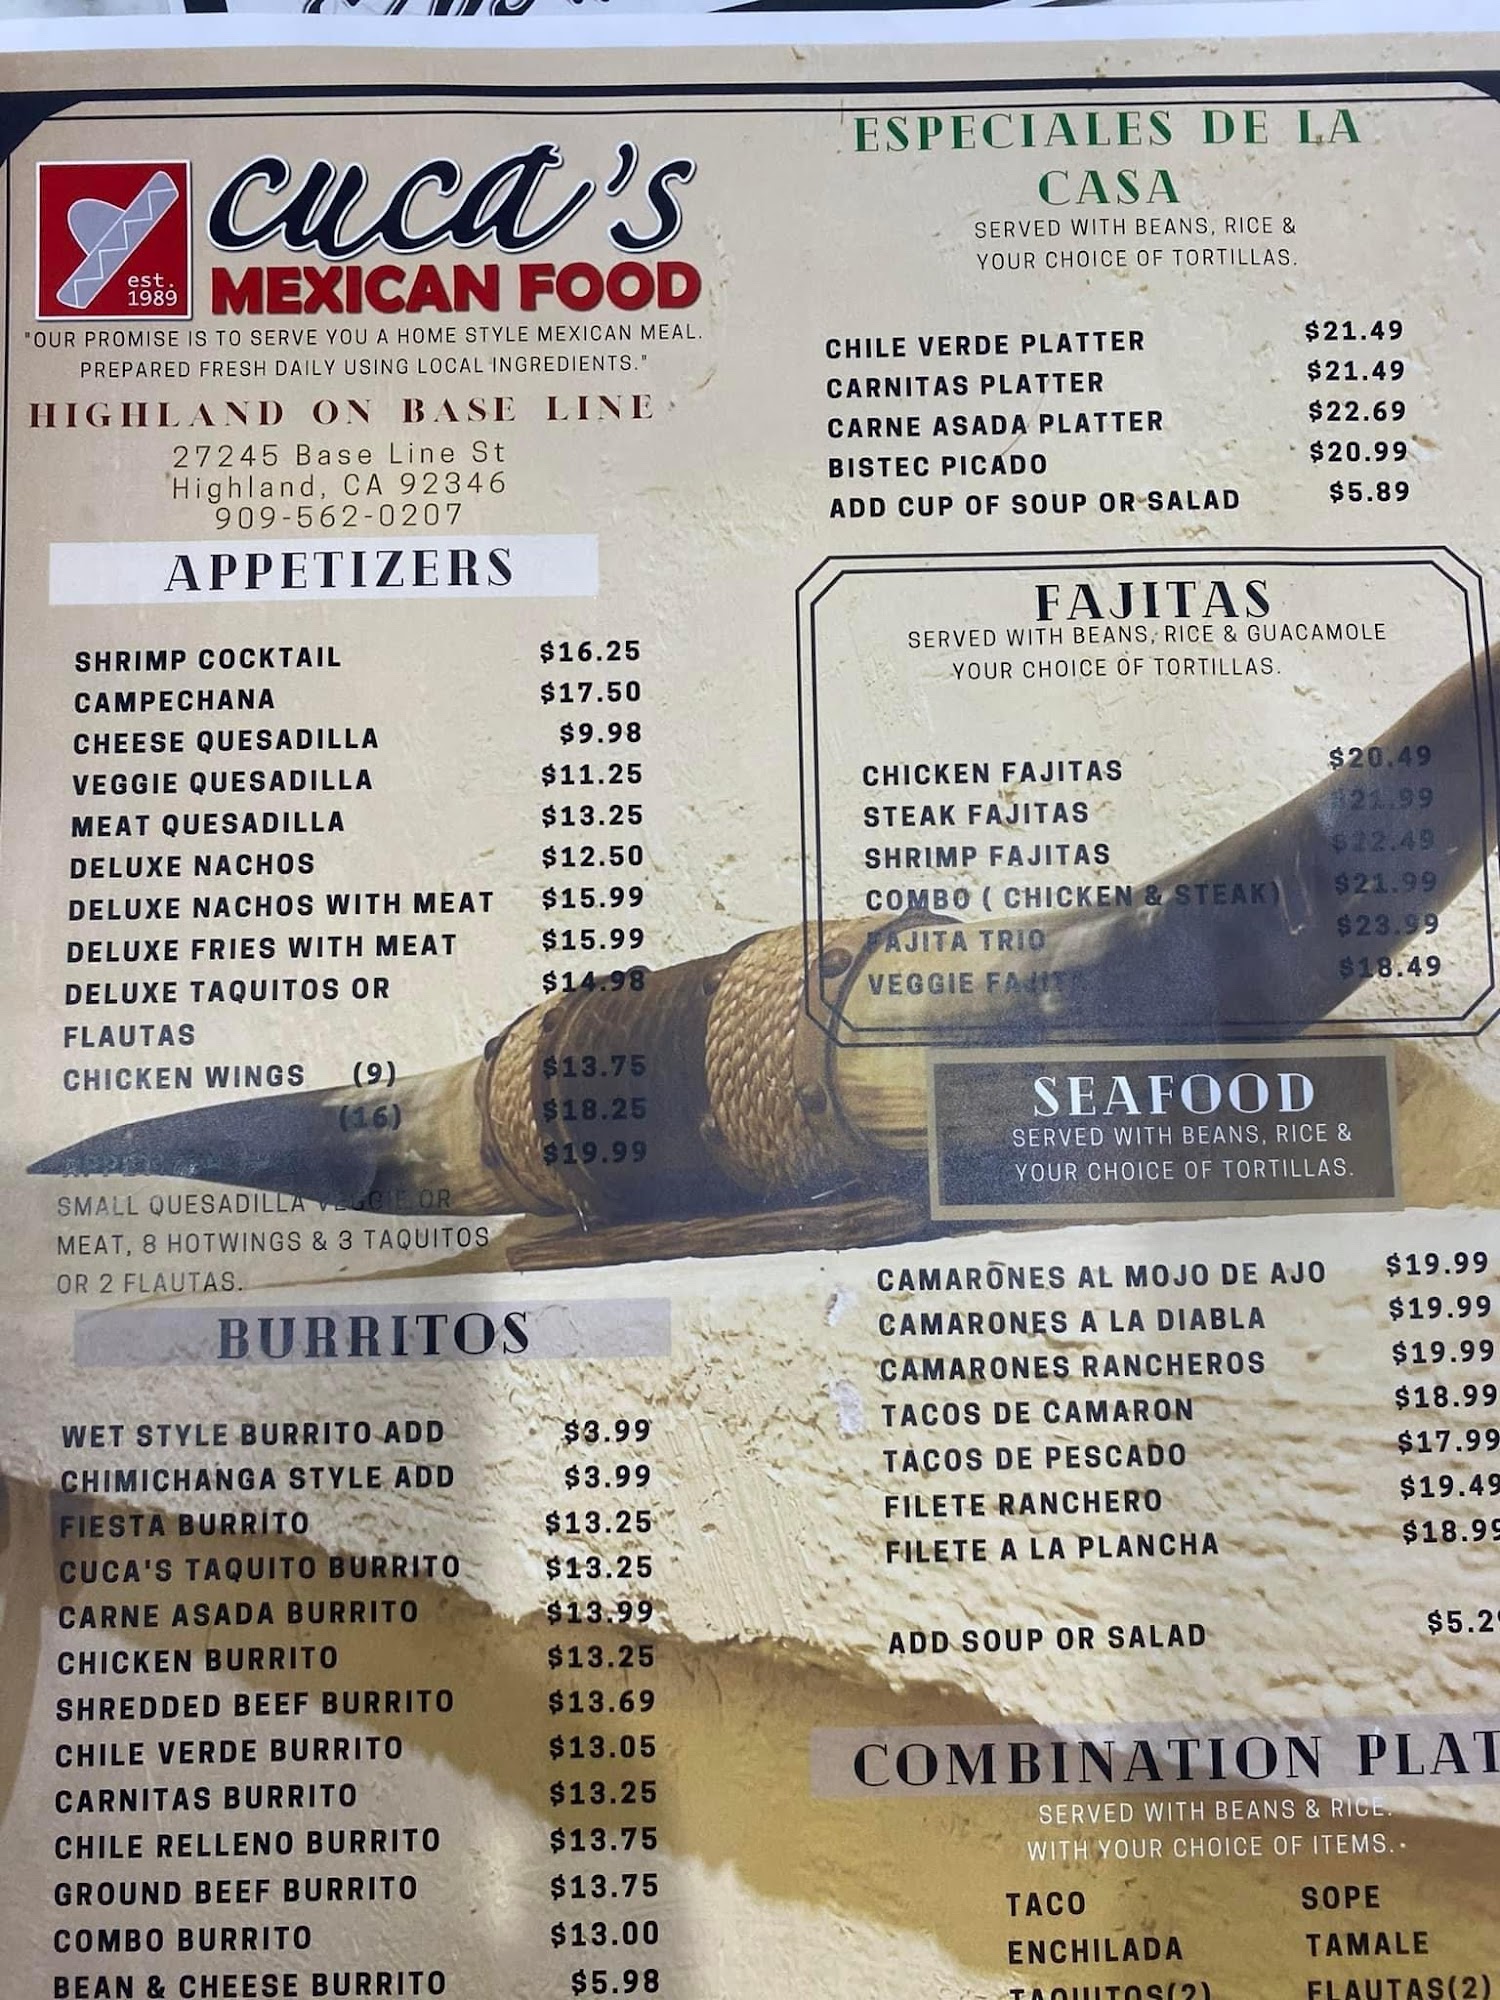 cuca's
MEXICAN FOOD
est.
1989
"OUR PROMISE IS TO SERVE YOU A HOME STYLE MEXICAN MEAL.
PREPARED FRESH DAILY USING LOCAL INGREDIENTS."
HIGHLAND ON BASE LINE
27245 Base Line St
Highland, CA 92346
909-562-0207
APPETIZERS
SHRIMP COCKTAIL $16.25
CAMPECHANA $17.50
CHEESE QUESADILLA $9.98
VEGGIE QUESADILLA $11.25
MEAT QUESADILLA $13.25
DELUXE NACHOS $12.50
DELUXE NACHOS WITH MEAT $15.99
DELUXE FRIES WITH MEAT $15.99
DELUXE TAQUITOS OR $14.98
FLAUTAS
CHICKEN WINGS (9) $13.75
(16) $18.25
$19.99
SMALL QUESADILLA VEGGIE OR
MEAT, 8 HOTWINGS & 3 TAQUITOS
OR 2 FLAUTAS.
BURRITOS
WET STYLE BURRITO ADD $3.99
CHIMICHANGA STYLE ADD $3.99
FIESTA BURRITO $13.25
CUCA'S TAQUITO BURRITO $13.25
CARNE ASADA BURRITO $13.99
CHICKEN BURRITO $13.25
SHREDDED BEEF BURRITO $13.69
CHILE VERDE BURRITO $13.05
CARNITAS BURRITO $13.25
CHILE RELLENO BURRITO $13.75
GROUND BEEF BURRITO $13.75
COMBO BURRITO $13.00
BEAN & CHEESE BURRITO $5.98
ESPECIALES DE LA
CASA
SERVED WITH BEANS, RICE &
YOUR CHOICE OF TORTILLAS.
CHILE VERDE PLATTER $21.49
CARNITAS PLATTER $21.49
CARNE ASADA PLATTER $22.69
BISTEC PICADO $20.99
ADD CUP OF SOUP OR SALAD $5.89
FAJITAS
SERVED WITH BEANS, RICE & GUACAMOLE
YOUR CHOICE OF TORTILLAS.
CHICKEN FAJITAS $20.49
STEAK FAJITAS $21.99
SHRIMP FAJITAS $22.49
COMBO ( CHICKEN & STEAK) $21.99
FAJITA TRIO $23.99
VEGGIE $18.49
SEAFOOD
SERVED WITH BEANS, RICE &
YOUR CHOICE OF TORTILLAS.
CAMARONES AL MOJO DE AJO $19.99
CAMARONES A LA DIABLA $19.99
CAMARONES RANCHEROS $19.99
TACOS DE CAMARON $18.99
TACOS DE PESCADO $17.99
FILETE RANCHERO $19.49
FILETE A LA PLANCHA $18.99
ADD SOUP OR SALAD $5.2
COMBINATION PLAT
SERVED WITH BEANS & RICE.
WITH YOUR CHOICE OF ITEMS.
TACO SOPE
ENCHILADA TAMALE
TAQUITOS(2) FLAUTAS(2)